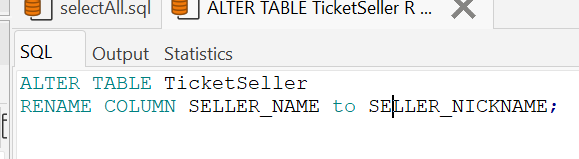 selectAll.sql
ALTER TABLE TicketSeller R ...
SQL
Output
Statistics
ALTER TABLE TicketSeller
RENAME COLUMN SELLER_NAME to SELLER_NICKNAME;